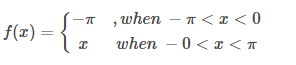 f(x) = { −π , when − π < x < 0
x when − 0 < x < π